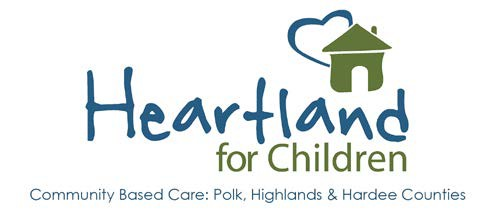 Heartland
for Children
Community Based Care: Polk, Highlands & Hardee Counties